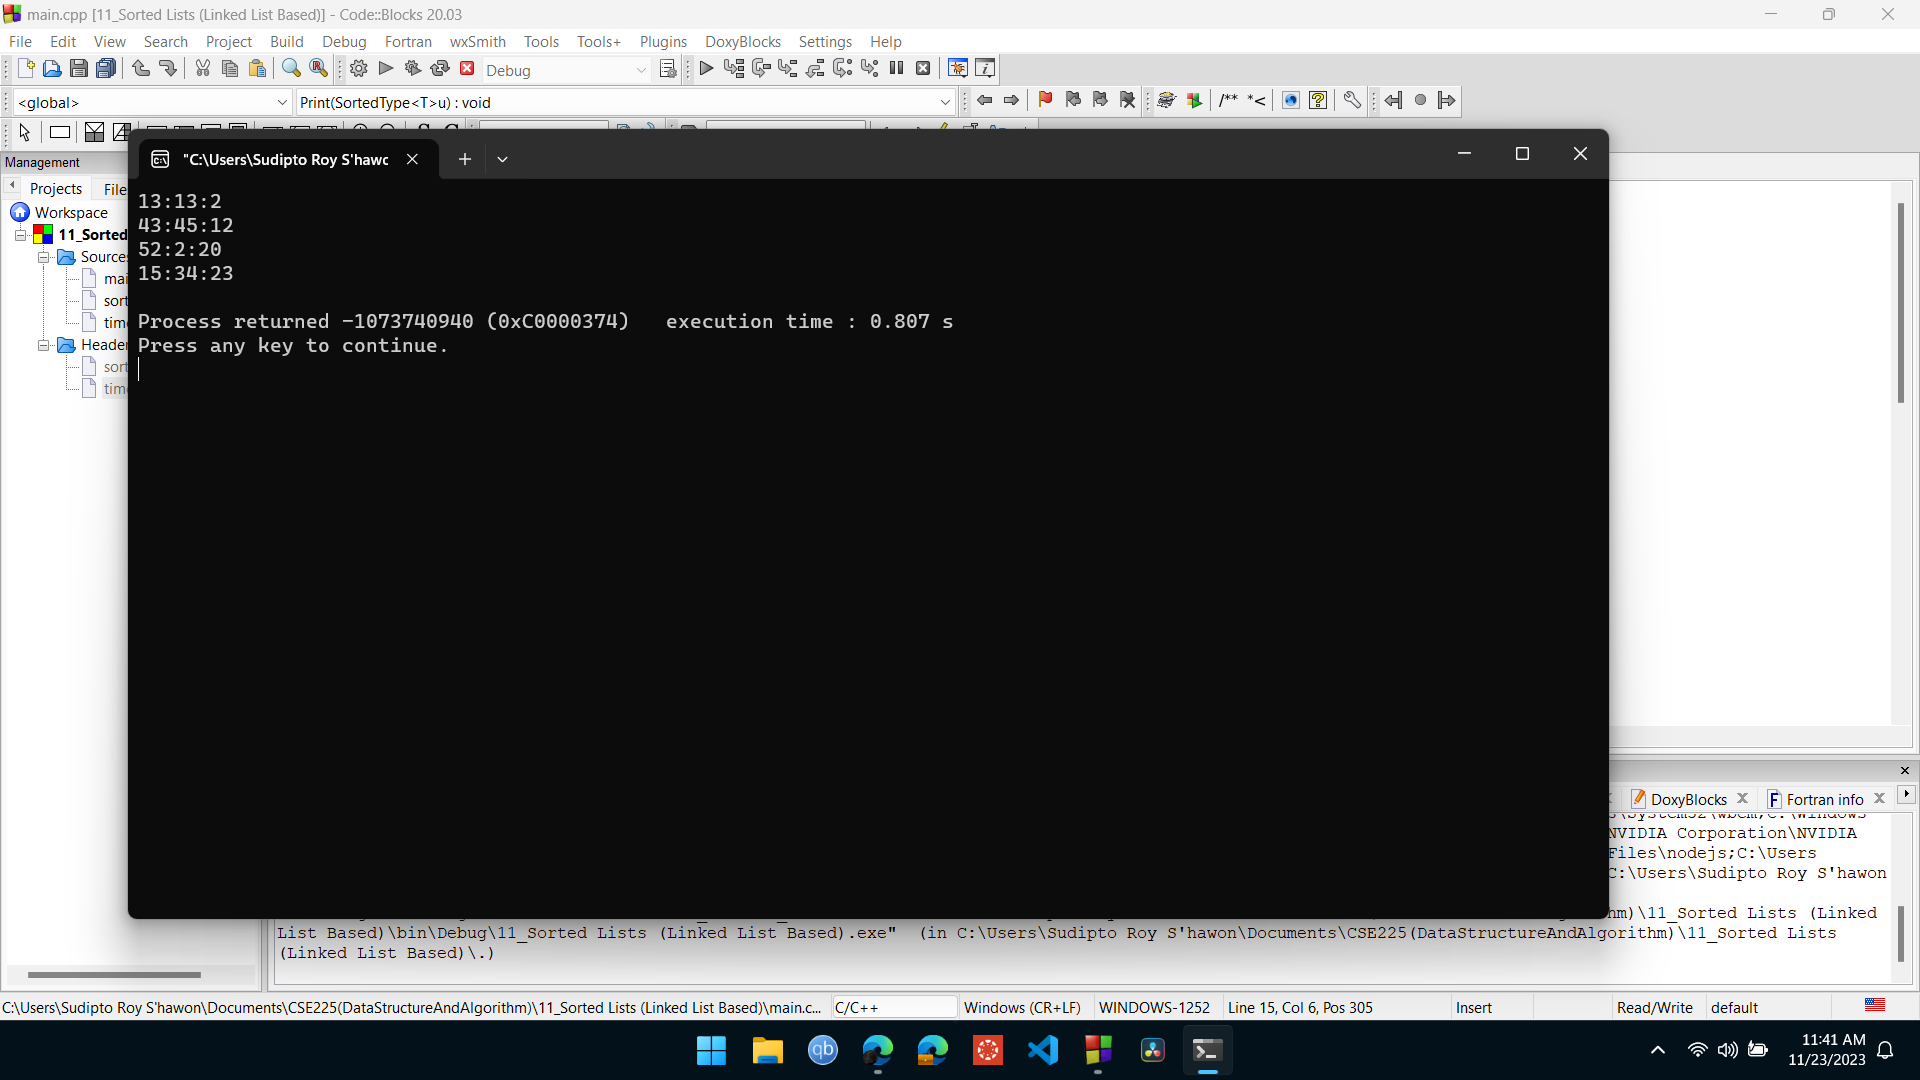 main.cpp [11_Sorted Lists (Linked List Based)] - Code::Blocks 20.03
File Edit View Search Project Build Debug Fortran wxSmith Tools Tools+ Plugins DoxyBlocks Settings Help
Debug
<global>
Print(SortedType<T>u) : void
/** *<
Management
Projects
File
Workspace
11_Sorted
Sources
mai
sort
time
Header
sort
time
"C:\Users\Sudipto Roy S'hawc
13:13:2
43:45:12
52:2:20
15:34:23
Process returned -1073740940 (0xC0000374)   execution time : 0.807 s
Press any key to continue.
DoxyBlocks
Fortran info
NVIDIA Corporation\NVIDIA
Files\nodejs;C:\Users
C:\Users\Sudipto Roy S'hawon
hm)\11_Sorted Lists (Linked
List Based)\bin\Debug\11_Sorted Lists (Linked List Based).exe"  (in C:\Users\Sudipto Roy S'hawon\Documents\CSE225(DataStructureAndAlgorithm)\11_Sorted Lists
(Linked List Based)\.)
C:\Users\Sudipto Roy S'hawon\Documents\CSE225(DataStructureAndAlgorithm)\11_Sorted Lists (Linked List Based)\main.c... C/C++ Windows (CR+LF) WINDOWS-1252 Line 15, Col 6, Pos 305 Insert Read/Write default
qb
11:41 AM
11/23/2023